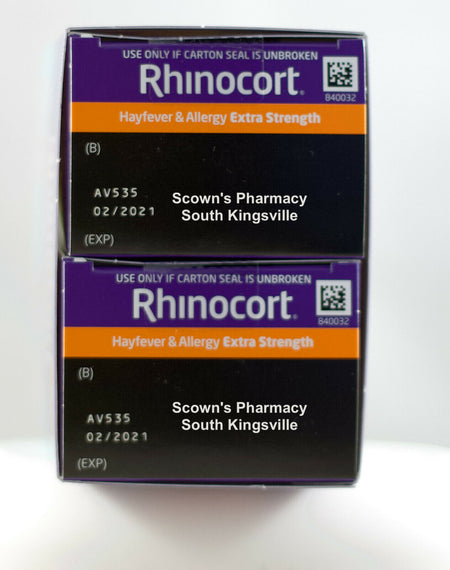 USE ONLY IF CARTON SEAL IS UNBROKEN
Rhinocort®
840032
Hayfever & Allergy Extra Strength
(B)
AV535
02/2021
(EXP)
Scown's Pharmacy
South Kingsville
USE ONLY IF CARTON SEAL IS UNBROKEN
Rhinocort®
840032
Hayfever & Allergy Extra Strength
(B)
AV535
02/2021
(EXP)
Scown's Pharmacy
South Kingsville